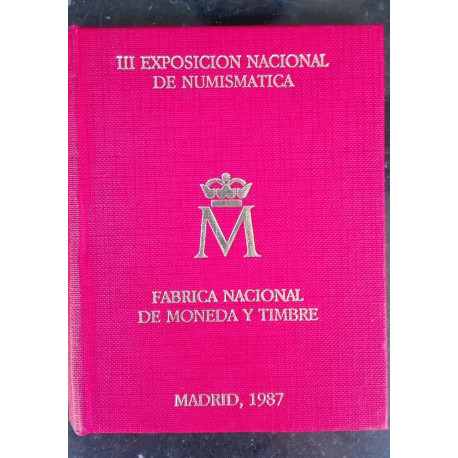 III EXPOSICION NACIONAL
DE NUMISMATICA
M
FABRICA NACIONAL
DE MONEDA Y TIMBRE
MADRID, 1987